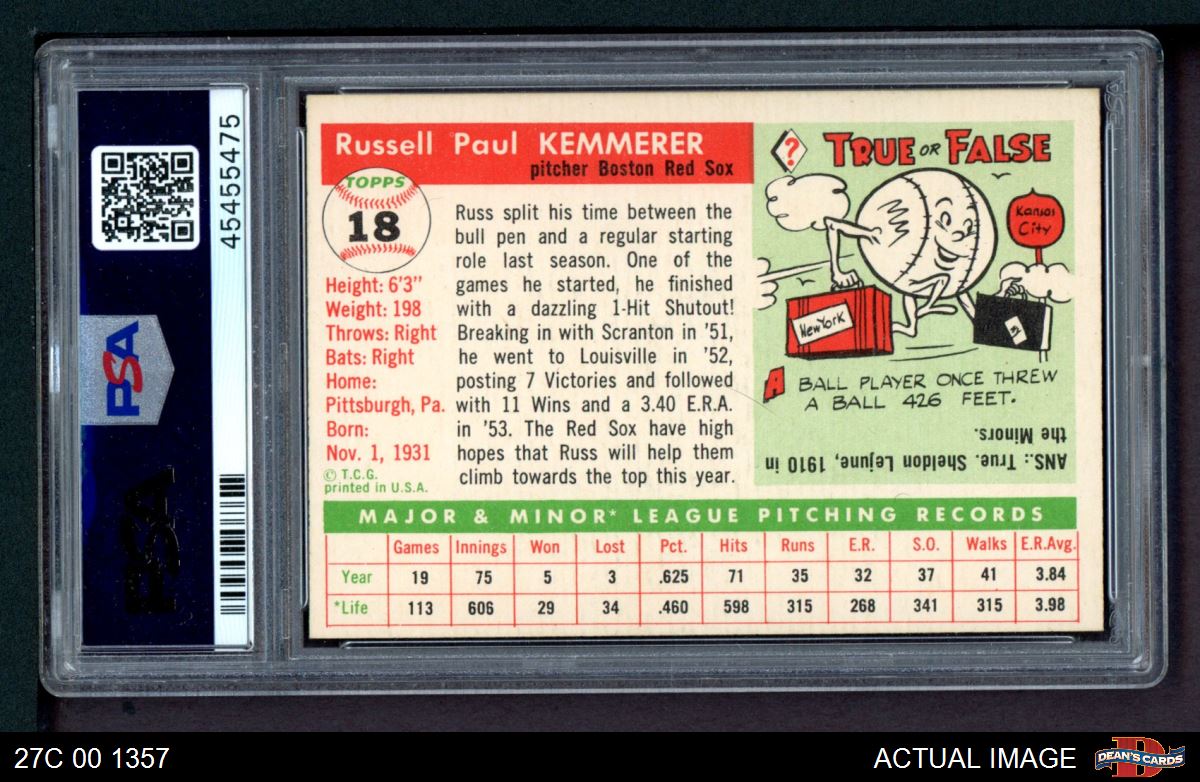 45455475
PSA
PSA
Russell Paul KEMMERER
pitcher Boston Red Sox
TOPPS
18
Height: 6'3"
Weight: 198
Throws: Right
Bats: Right
Home:
Pittsburgh, Pa.
Born:
Nov. 1, 1931
© T.C.G.
printed in U.S.A.
Russ split his time between the
bull pen and a regular starting
role last season. One of the
games he started, he finished
with a dazzling 1-Hit Shutout!
Breaking in with Scranton in '51,
he went to Louisville in '52,
posting 7 Victories and followed
with 11 Wins and a 3.40 E.R.A.
in '53. The Red Sox have high
hopes that Russ will help them
climb towards the top this year.
? TRUE OR FALSE
Kansas
City
New York
A BALL PLAYER ONCE THREW
A BALL 426 FEET.
ANS.: True. Sheldon Lejune, 1910 in
the Minors.
MAJOR & MINOR* LEAGUE PITCHING RECORDS
Games Innings Won Lost Pct. Hits Runs E.R. S.O. Walks E.R.Avg.
Year 19 75 5 3 .625 71 35 32 37 41 3.84
*Life 113 606 29 34 .460 598 315 268 341 315 3.98
27C 00 1357
ACTUAL IMAGE
D
DEAN'S CARDS